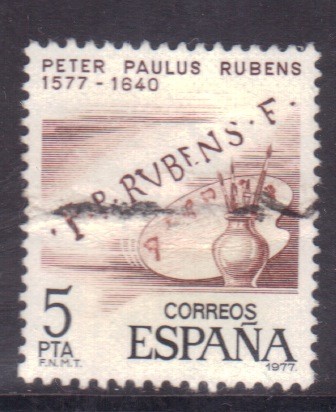 PETER PAULUS RUBENS
1577 - 1640
P. P. RVBENS. F.
5
PTA
F.N.M.T.
CORREOS
ESPAÑA
1977.